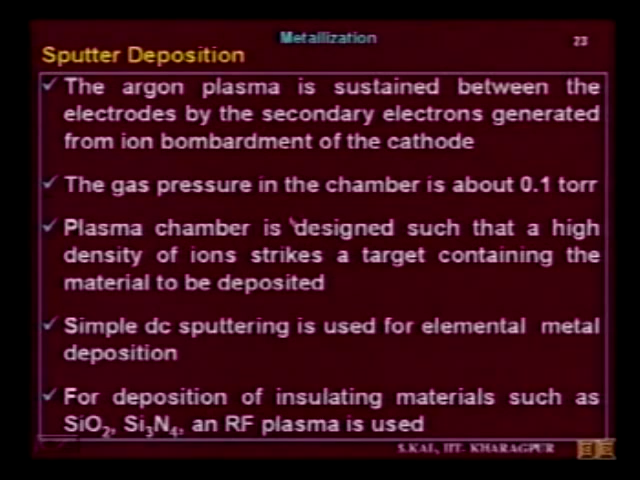 Metallization
23
Sputter Deposition
✓ The argon plasma is sustained between the
electrodes by the secondary electrons generated
from ion bombardment of the cathode
✓ The gas pressure in the chamber is about 0.1 torr
✓ Plasma chamber is designed such that a high
density of ions strikes a target containing the
material to be deposited
✓ Simple dc sputtering is used for elemental metal
deposition
✓ For deposition of insulating materials such as
SiO₂, Si₃N₄, an RF plasma is used
S.KAL, IIT- KHARAGPUR